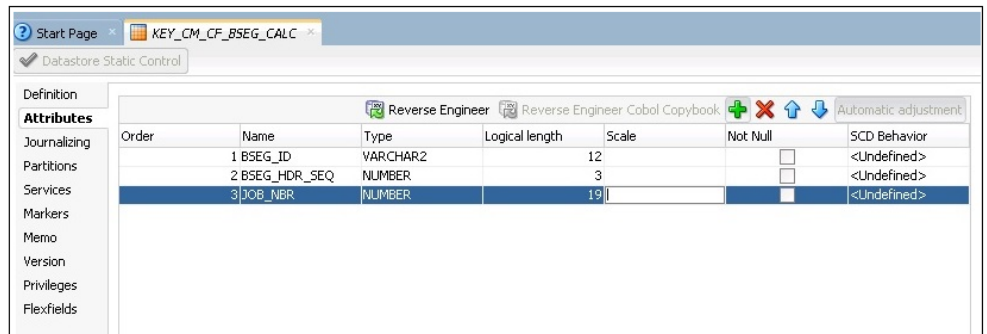 Start Page KEY_CM_CF_BSEG_CALC
Datastore Static Control
Definition
Attributes
Journalizing
Partitions
Services
Markers
Memo
Version
Privileges
Flexfields
Reverse Engineer Reverse Engineer Cobol Copybook Automatic adjustment
Order Name Type Logical length Scale Not Null SCD Behavior
1 BSEG_ID VARCHAR2 12 <Undefined>
2 BSEG_HDR_SEQ NUMBER 3 <Undefined>
3 JOB_NBR NUMBER 19 <Undefined>